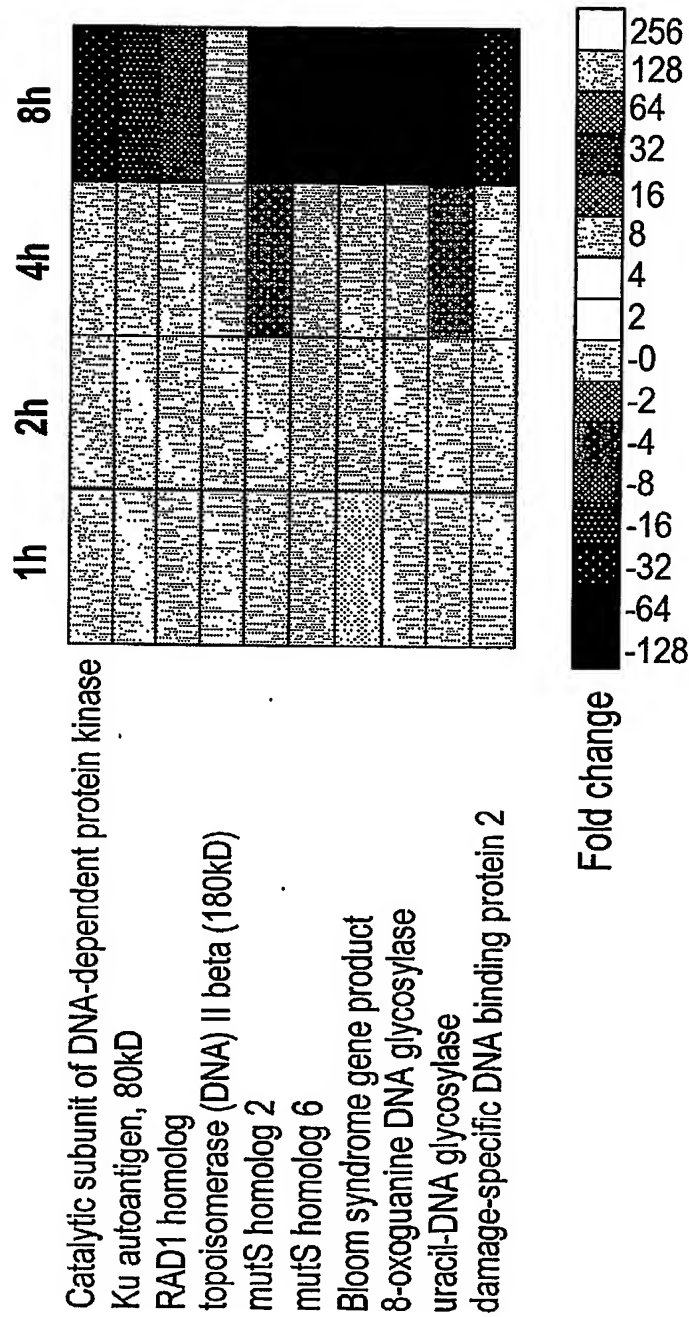 1h 2h 4h 8h
Catalytic subunit of DNA-dependent protein kinase
Ku autoantigen, 80kD
RAD1 homolog
topoisomerase (DNA) II beta (180kD)
mutS homolog 2
mutS homolog 6
Bloom syndrome gene product
8-oxoguanine DNA glycosylase
uracil-DNA glycosylase
damage-specific DNA binding protein 2
Fold change
-128 -64 -32 -16 -8 -4 -2 -0 2 4 8 16 32 64 128 256